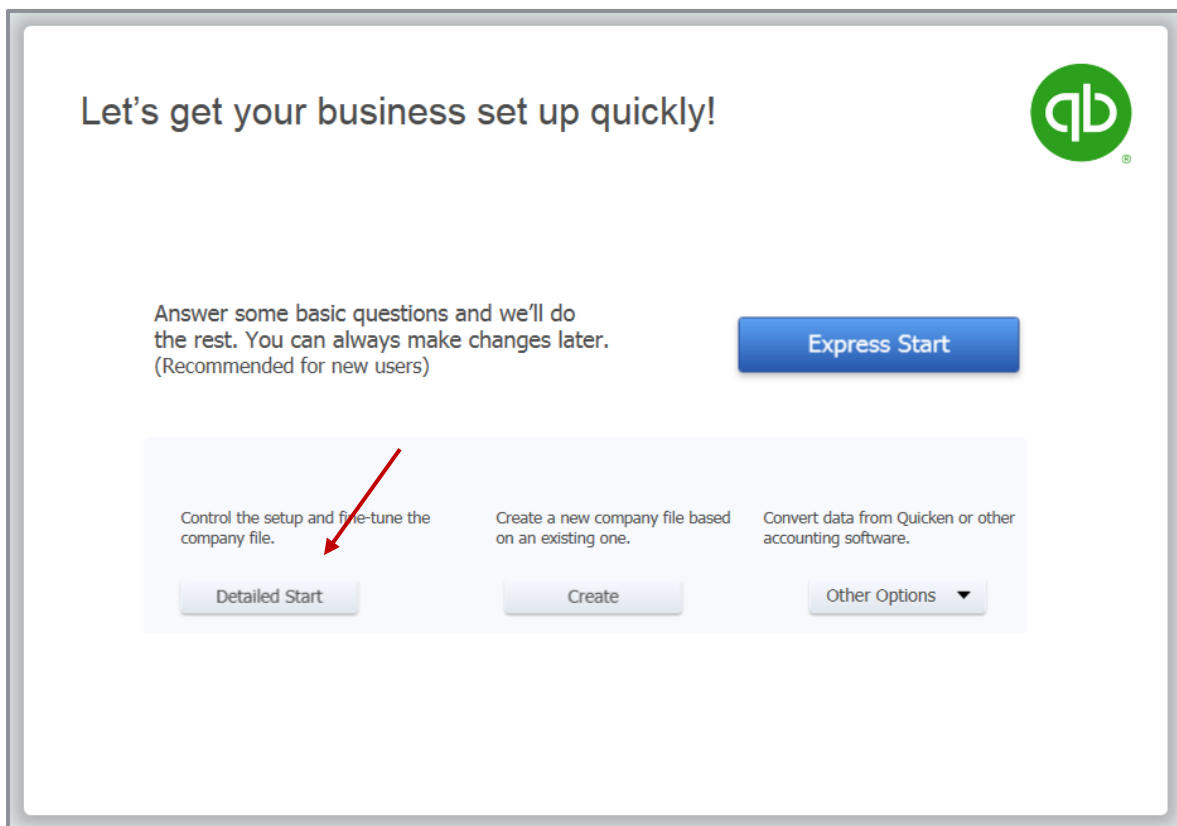 Let's get your business set up quickly!
qb
®
Answer some basic questions and we'll do
the rest. You can always make changes later.
(Recommended for new users)
Express Start
Control the setup and fine-tune the
company file.
Detailed Start
Create a new company file based
on an existing one.
Create
Convert data from Quicken or other
accounting software.
Other Options